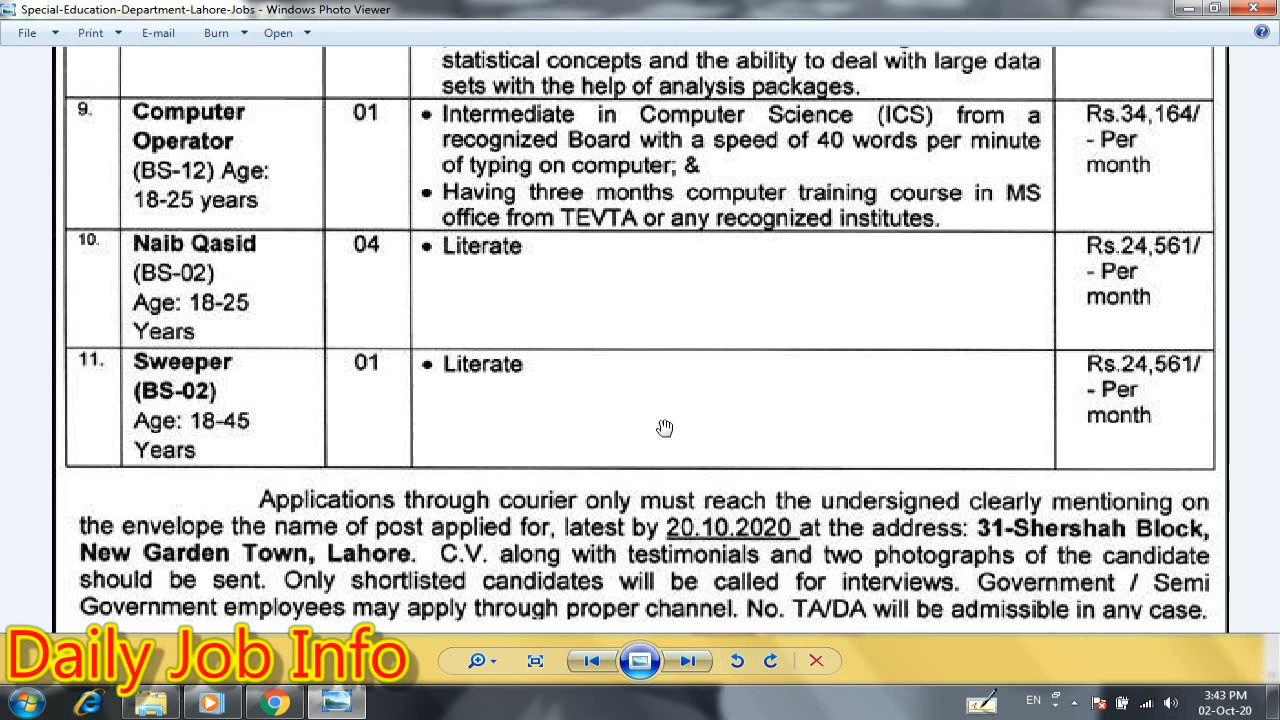 Special-Education-Department-Lahore-Jobs - Windows Photo Viewer
File Print E-mail Burn Open
statistical concepts and the ability to deal with large data
sets with the help of analysis packages.
9. Computer Operator (BS-12) Age: 18-25 years
01
• Intermediate in Computer Science (ICS) from a
recognized Board with a speed of 40 words per minute
of typing on computer; &
• Having three months computer training course in MS
office from TEVTA or any recognized institutes.
Rs.34,164/
- Per
month
10. Naib Qasid
(BS-02)
Age: 18-25
Years
04
• Literate
Rs.24,561/
- Per
month
11. Sweeper
(BS-02)
Age: 18-45
Years
01
• Literate
Rs.24,561/
- Per
month
Applications through courier only must reach the undersigned clearly mentioning on
the envelope the name of post applied for, latest by 20.10.2020 at the address: 31-Shershah Block,
New Garden Town, Lahore. C.V. along with testimonials and two photographs of the candidate
should be sent. Only shortlisted candidates will be called for interviews. Government / Semi
Government employees may apply through proper channel. No. TA/DA will be admissible in any case.
Daily Job Info
EN
3:43 PM
02-Oct-20